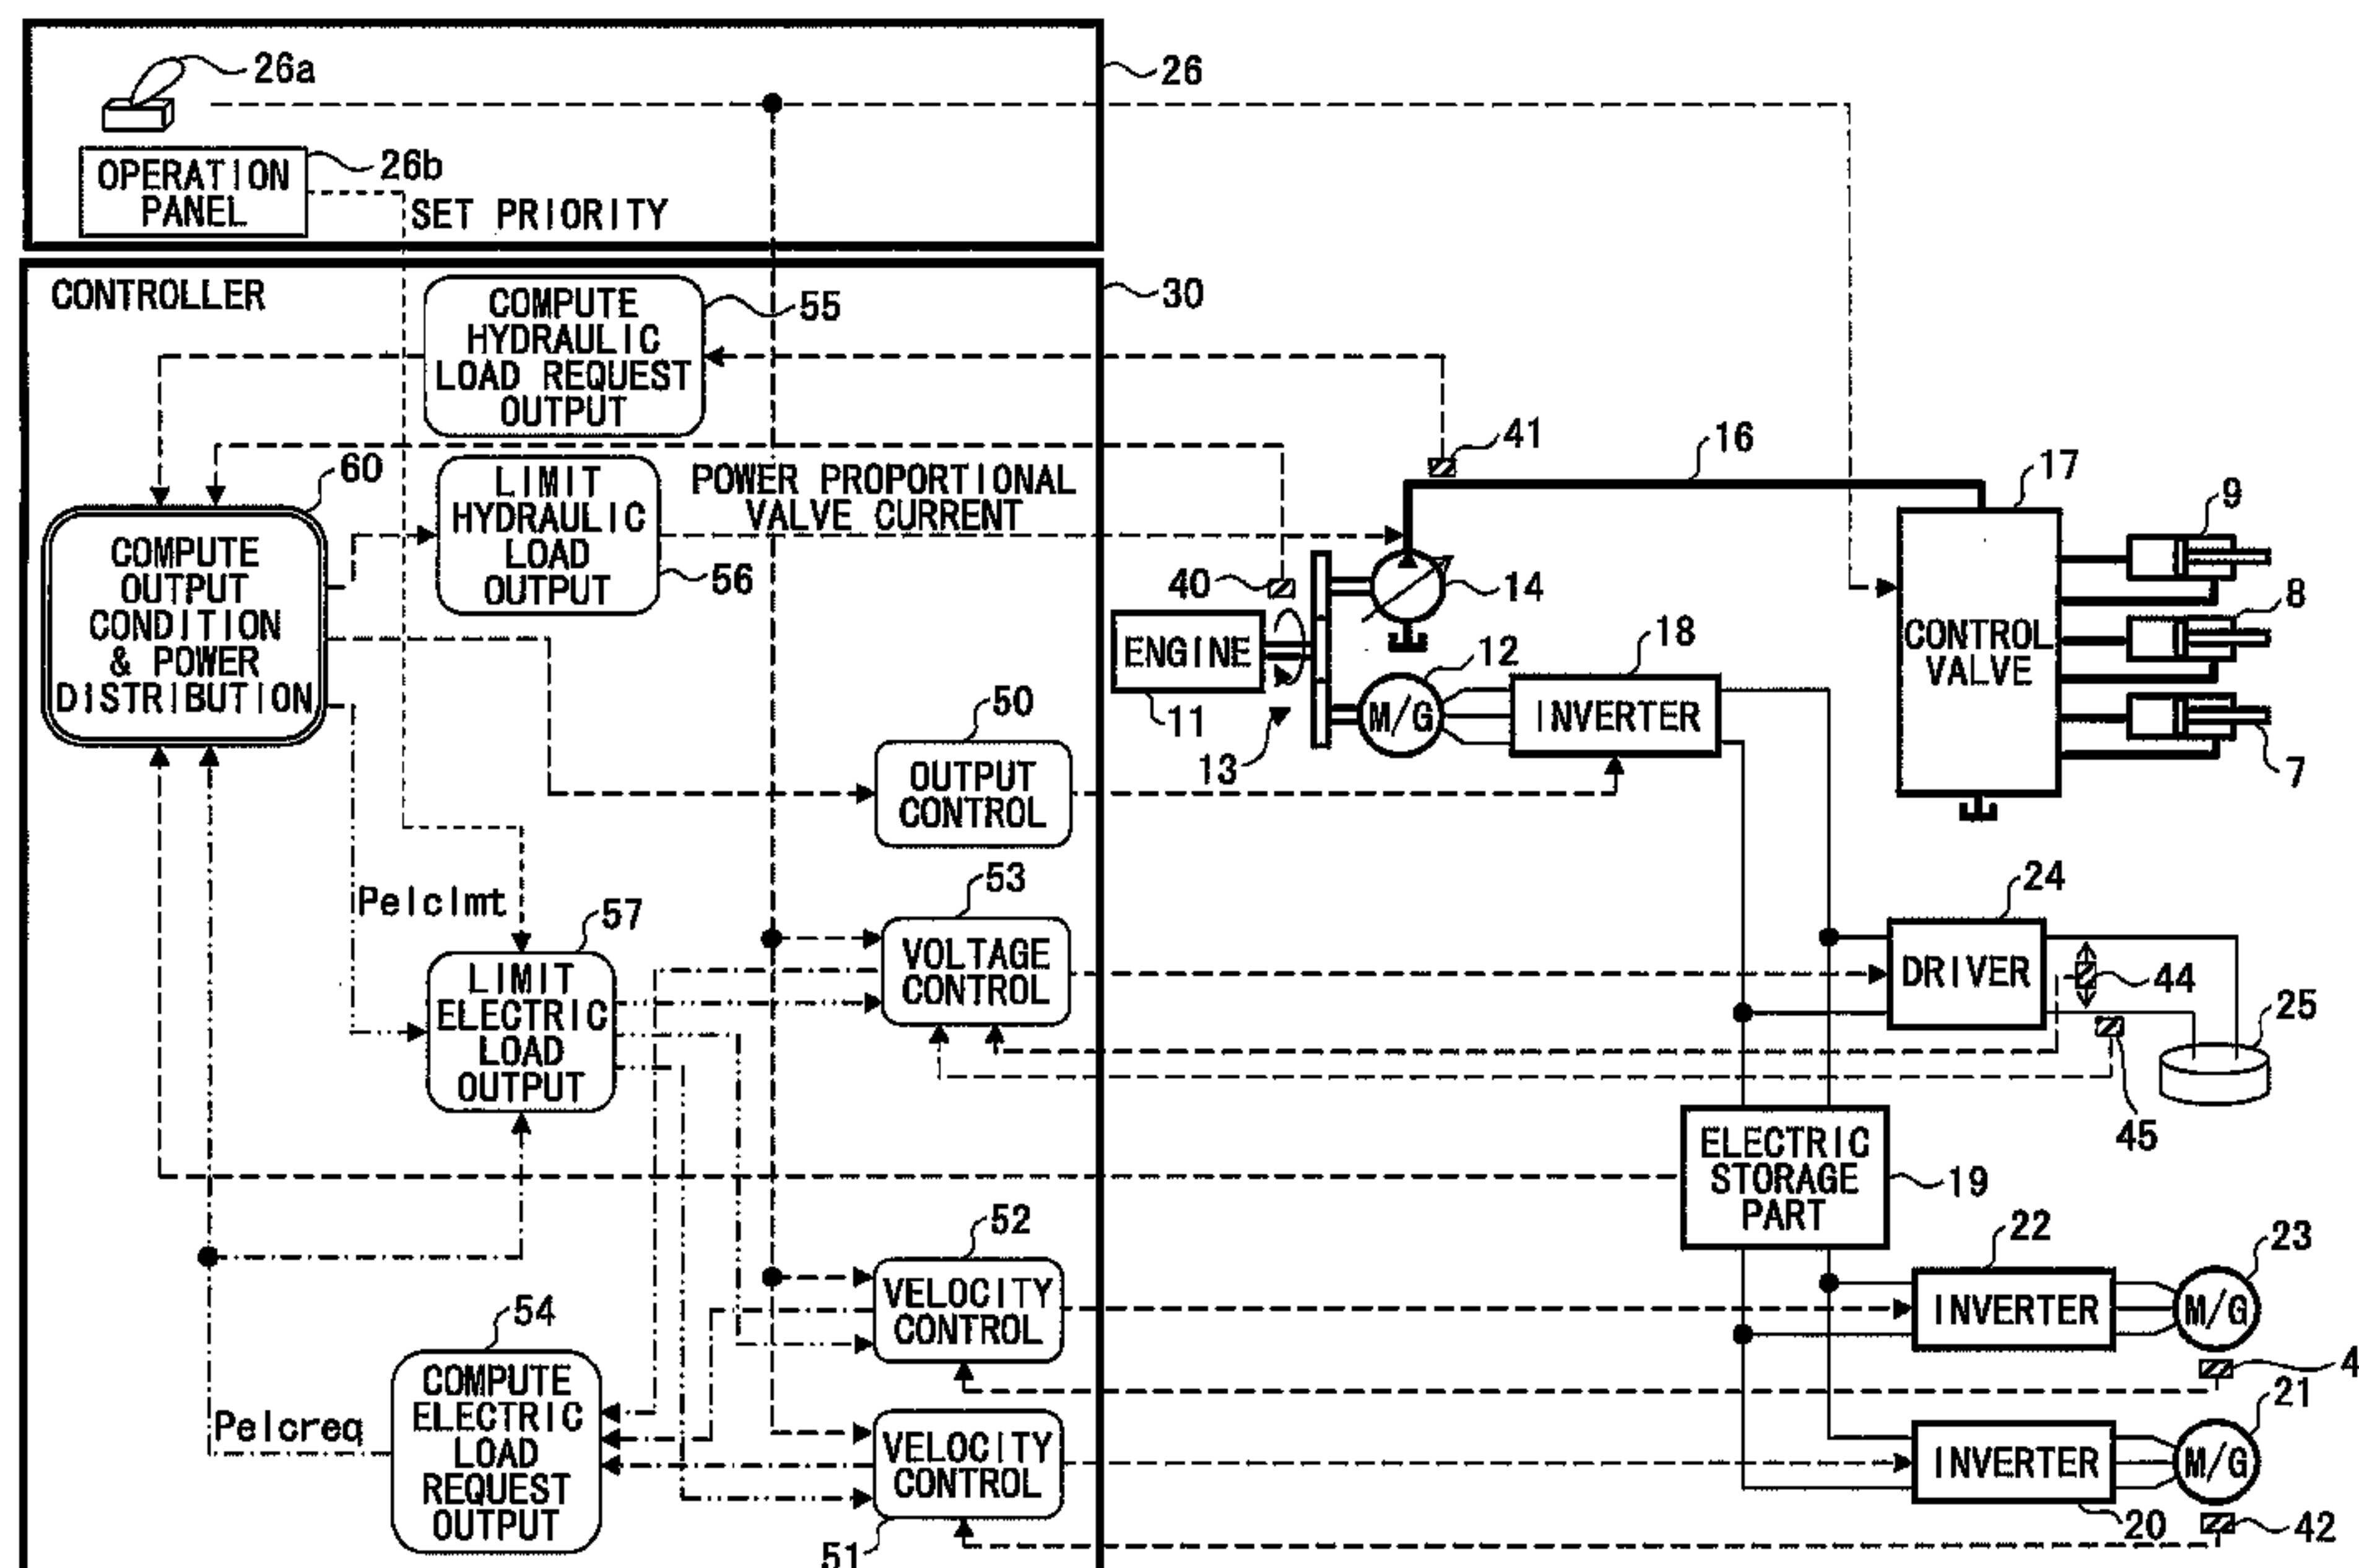 26a
26
OPERATION
PANEL
26b
SET PRIORITY
CONTROLLER
COMPUTE
HYDRAULIC
LOAD REQUEST
OUTPUT
55
30
60
LIMIT
HYDRAULIC
LOAD
OUTPUT
56
POWER PROPORTIONAL
VALVE CURRENT
41
16
17
9
COMPUTE
OUTPUT
CONDITION
& POWER
DISTRIBUTION
40
14
8
ENGINE
11
12
18
CONTROL
VALVE
M/G
INVERTER
13
7
50
OUTPUT
CONTROL
Pelclmt
57
53
24
LIMIT
ELECTRIC
LOAD
OUTPUT
VOLTAGE
CONTROL
DRIVER
44
25
45
ELECTRIC
STORAGE
PART
19
52
22
23
VELOCITY
CONTROL
INVERTER
M/G
4
54
COMPUTE
ELECTRIC
LOAD
REQUEST
OUTPUT
Pelcreq
21
VELOCITY
CONTROL
INVERTER
M/G
51
20
42